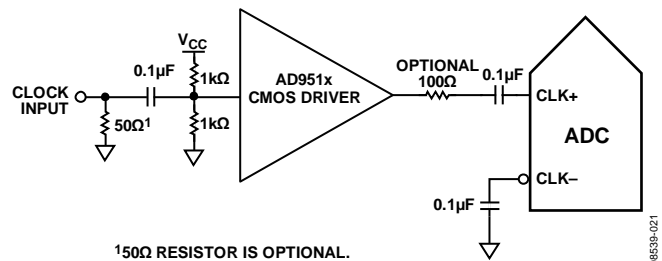 VCC
0.1µF
1kΩ
CLOCK
INPUT
50Ω1
1kΩ
AD951x
CMOS DRIVER
OPTIONAL
100Ω
0.1µF
CLK+
ADC
CLK–
0.1µF
150Ω RESISTOR IS OPTIONAL.
08539-021